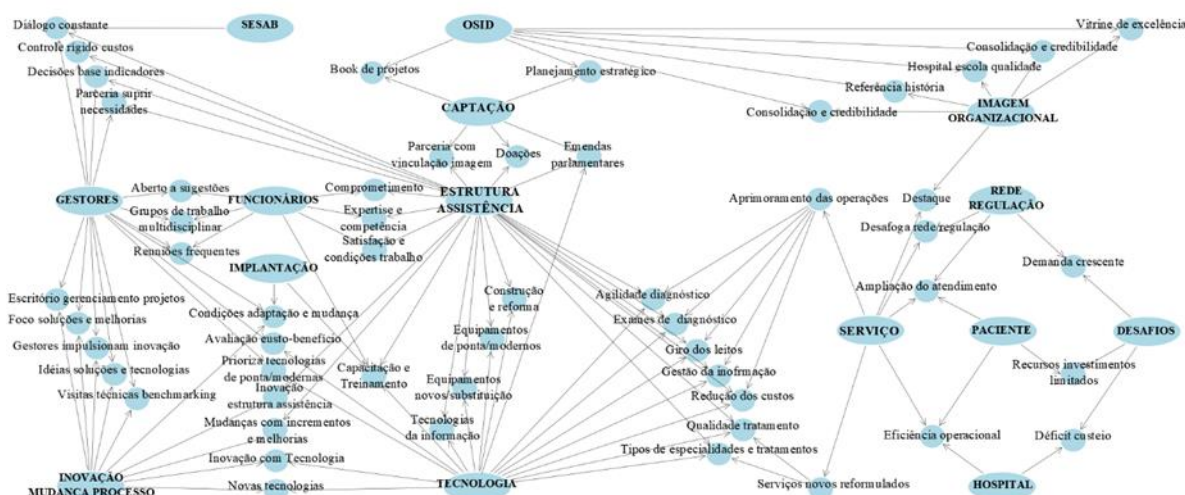 Diálogo constante
SESAB
OSID
Vitrine de excelência
Controle rígido custos
Consolidação e credibilidade
Decisões base indicadores
Book de projetos
Planejamento estratégico
Hospital escola qualidade
Parceria suprir
necessidades
Referência história
CAPTAÇÃO
Consolidação e credibilidade
IMAGEM
ORGANIZACIONAL
Parceria com
vinculação imagem
Doações
Emendas
parlamentares
GESTORES
Aberto a sugestões
FUNCIONÁRIOS
Comprometimento
ESTRUTURA
ASSISTÊNCIA
Aprimoramento das operações
Destaque
REDE
REGULAÇÃO
Grupos de trabalho
multidisciplinar
Expertise e
competência
Desafoga rede/regulação
Renniões frequentes
Satisfação e
condições trabalho
IMPLANTAÇÃO
Demanda crescente
Escritório gerenciamento projetos
Condições adaptação e mudança
Construção
e reforma
Agilidade diagnóstico
Ampliação do atendimento
Foco soluções e melhorias
Exames de diagnóstico
Avaliação custo-benefício
Equipamentos
de ponta/modernos
SERVIÇO
PACIENTE
DESAFIOS
Gestores impulsionam inovação
Giro dos leitos
Prioriza tecnologias
de ponta/modernas
Capacitação e
Treinamento
Gestão da inofrmação
Recursos investimentos
limitados
Idéias soluções e tecnologias
Inovação
estrutura assistência
Equipamentos
novos/substituição
Visitas técnicas benchmarking
Redução dos custos
Mudanças com incrementos
e melhorias
Tecnologias
da informação
Qualidade tratamento
Eficiência operacional
Déficit custeio
Inovação com Tecnologia
Tipos de especialidades e tratamentos
INOVAÇÃO
MUDANÇA PROCESSO
Novas tecnologias
TECNOLOGIA
Serviços novos reformulados
HOSPITAL